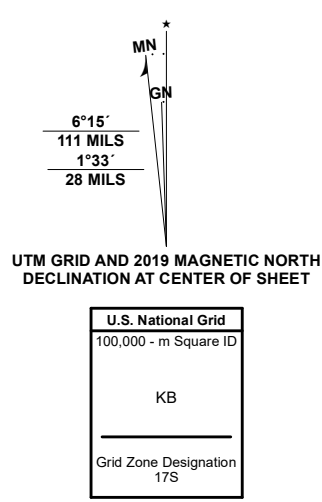 MN
GN
6°15´
111 MILS
1°33´
28 MILS
UTM GRID AND 2019 MAGNETIC NORTH
DECLINATION AT CENTER OF SHEET
U.S. National Grid
100,000 - m Square ID
KB
Grid Zone Designation
17S